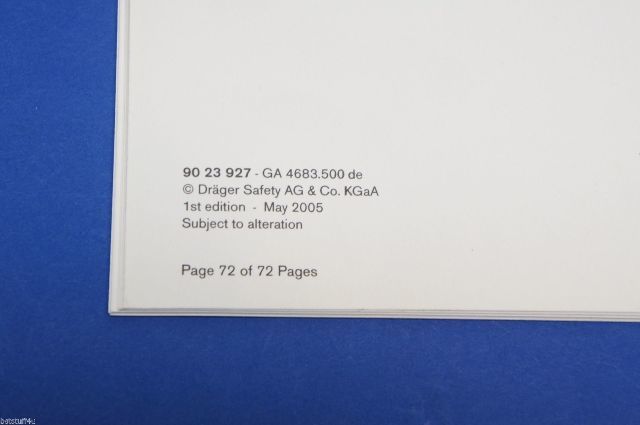 90 23 927 - GA 4683.500 de
© Dräger Safety AG & Co. KGaA
1st edition - May 2005
Subject to alteration
Page 72 of 72 Pages
botstuff4u